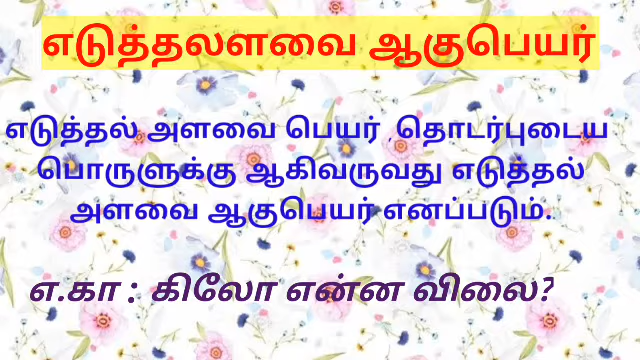 எடுத்தலளவை ஆகுபெயர்
எடுத்தல் அளவை பெயர் ,தொடர்புடைய
பொருளுக்கு ஆகிவருவது எடுத்தல்
அளவை ஆகுபெயர் எனப்படும்.
எ.கா : கிலோ என்ன விலை?